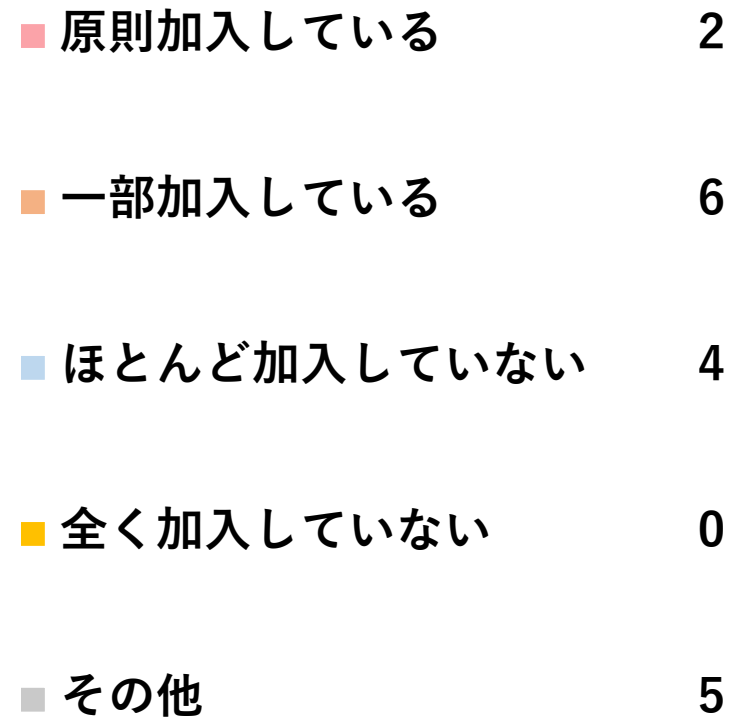 原則加入している 2
一部加入している 6
ほとんど加入していない 4
全く加入していない 0
その他 5